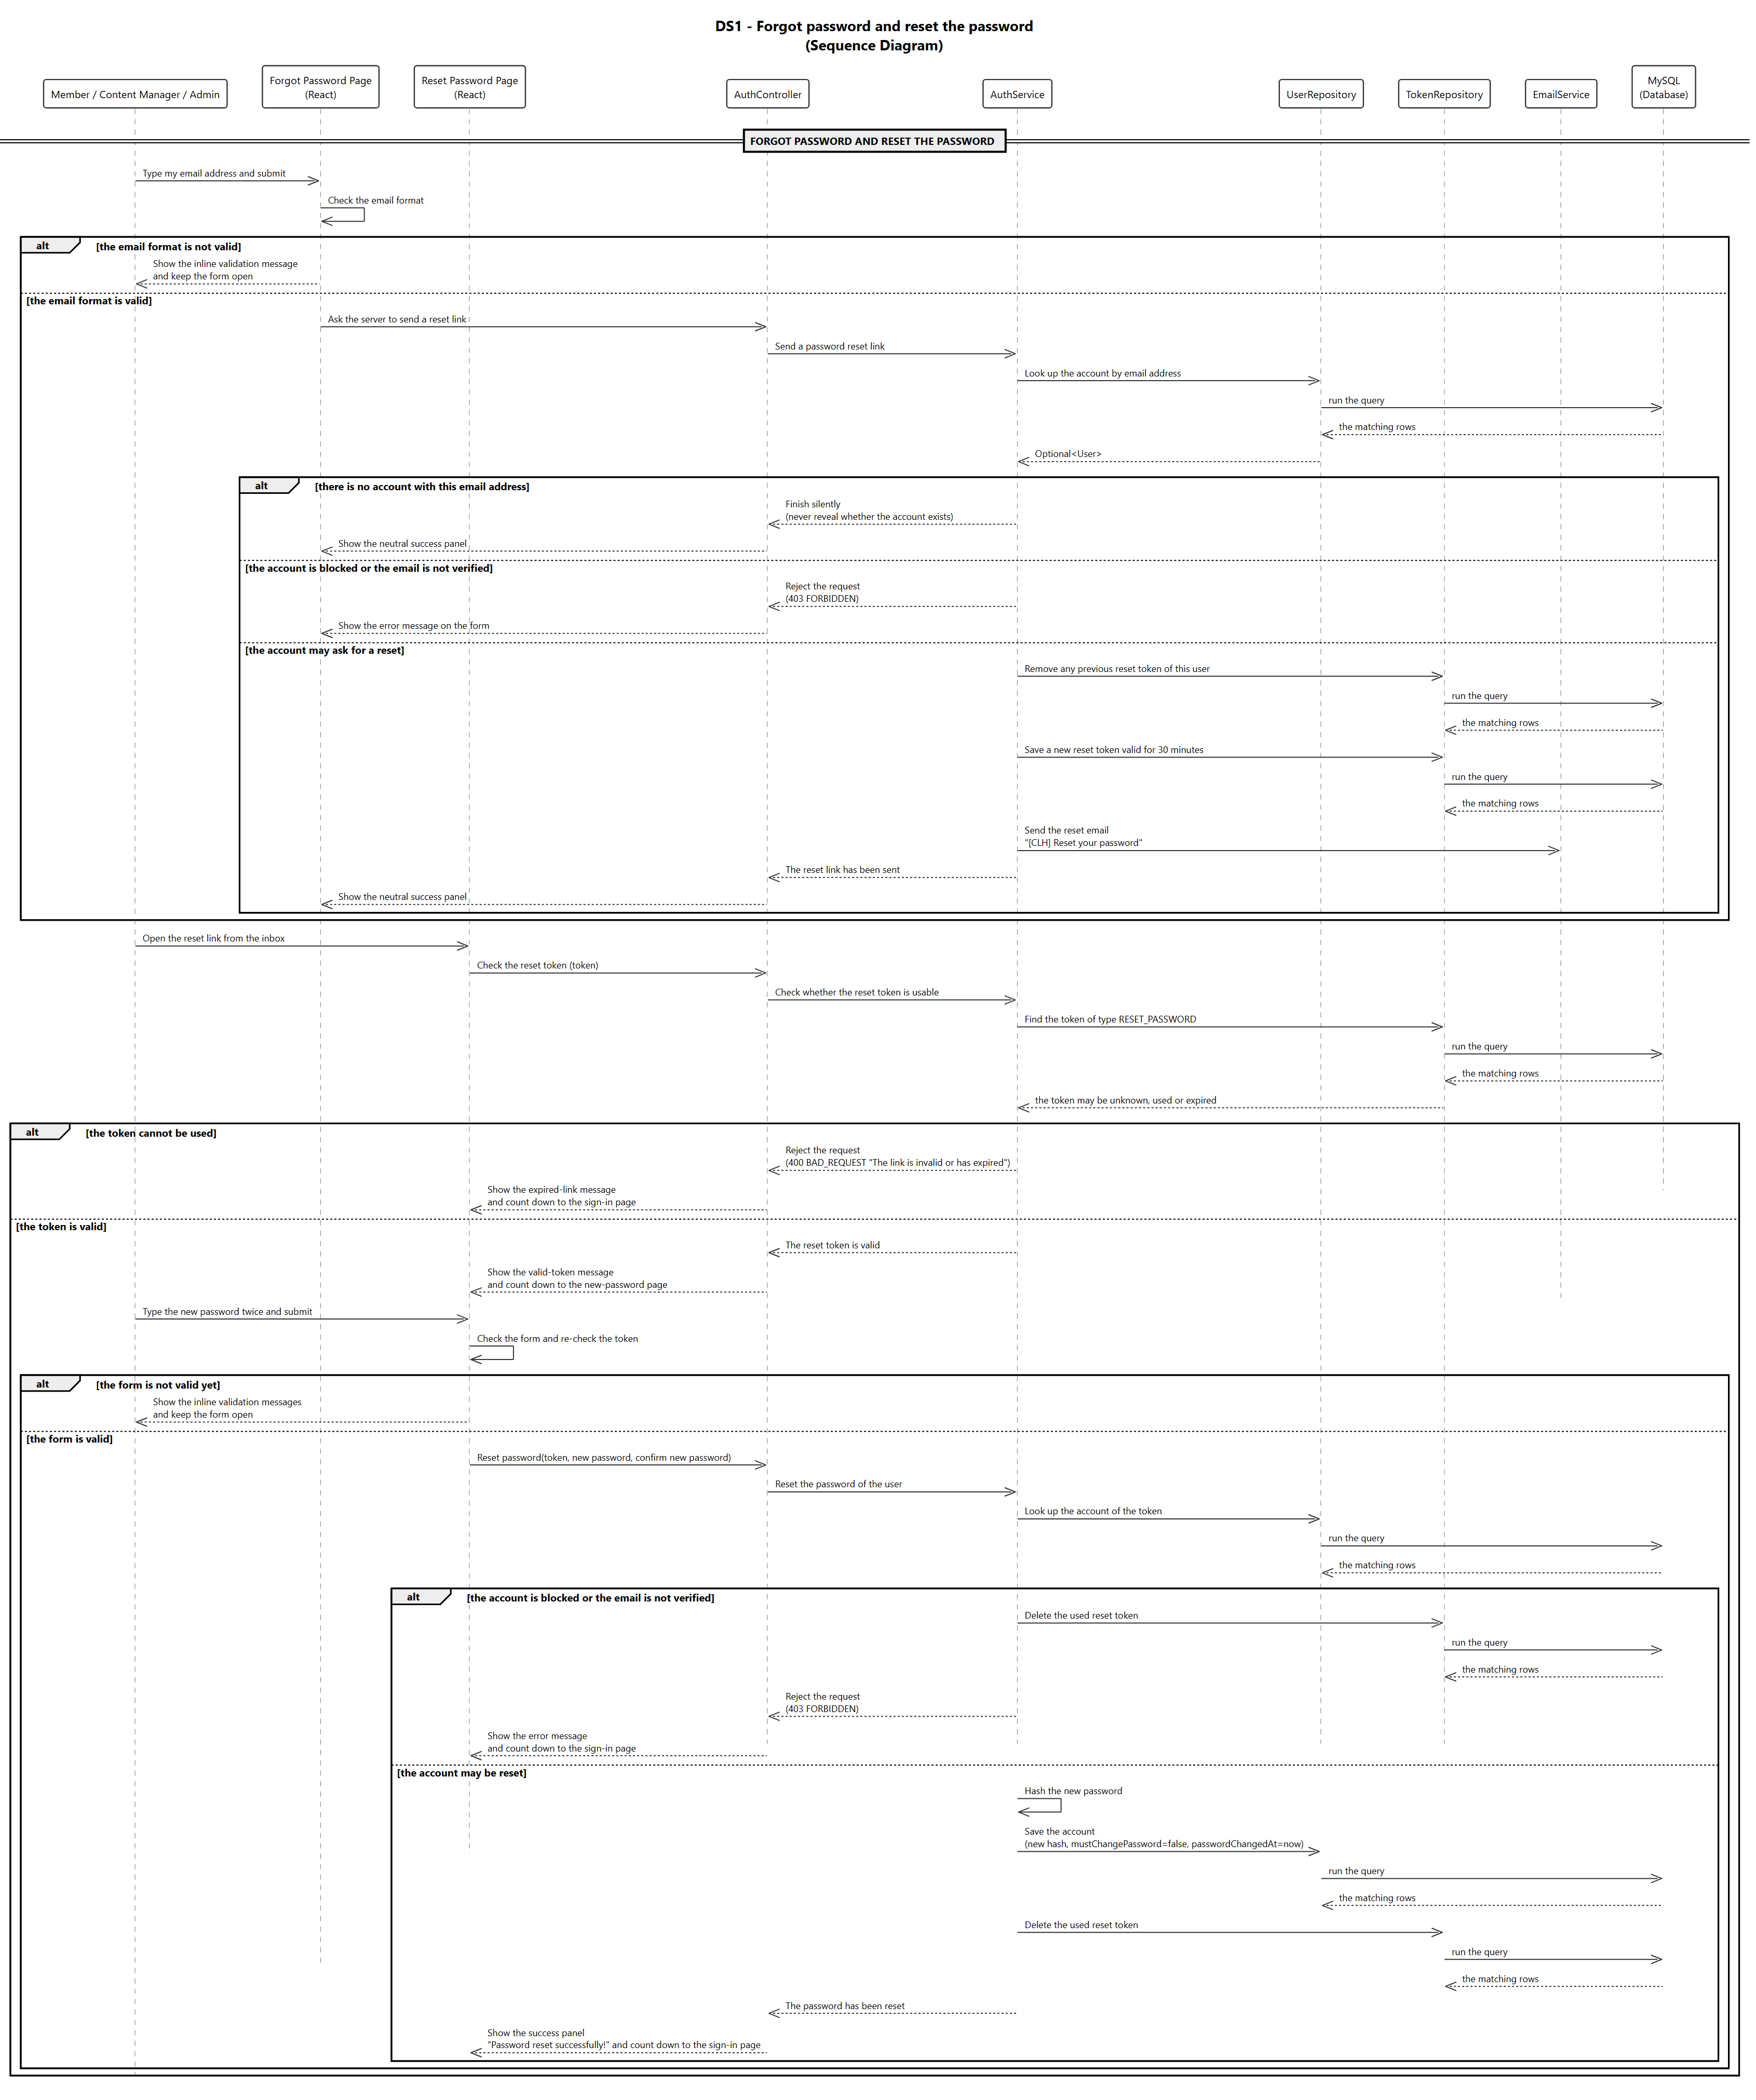 DS1 - Forgot password and reset the password
(Sequence Diagram)
Member / Content Manager / Admin
Forgot Password Page
(React)
Reset Password Page
(React)
AuthController
AuthService
UserRepository
TokenRepository
EmailService
MySQL
(Database)
FORGOT PASSWORD AND RESET THE PASSWORD
Type my email address and submit
Check the email format
alt [the email format is not valid]
Show the inline validation message
and keep the form open
[the email format is valid]
Ask the server to send a reset link
Send a password reset link
Look up the account by email address
run the query
the matching rows
Optional<User>
alt [there is no account with this email address]
Finish silently
(never reveal whether the account exists)
Show the neutral success panel
[the account is blocked or the email is not verified]
Reject the request
(403 FORBIDDEN)
Show the error message on the form
[the account may ask for a reset]
Remove any previous reset token of this user
run the query
the matching rows
Save a new reset token valid for 30 minutes
run the query
the matching rows
Send the reset email
"[CLH] Reset your password"
The reset link has been sent
Show the neutral success panel
Open the reset link from the inbox
Check the reset token (token)
Check whether the reset token is usable
Find the token of type RESET_PASSWORD
run the query
the matching rows
the token may be unknown, used or expired
alt [the token cannot be used]
Reject the request
(400 BAD_REQUEST "The link is invalid or has expired")
Show the expired-link message
and count down to the sign-in page
[the token is valid]
The reset token is valid
Show the valid-token message
and count down to the new-password page
Type the new password twice and submit
Check the form and re-check the token
alt [the form is not valid yet]
Show the inline validation messages
and keep the form open
[the form is valid]
Reset password(token, new password, confirm new password)
Reset the password of the user
Look up the account of the token
run the query
the matching rows
alt [the account is blocked or the email is not verified]
Delete the used reset token
run the query
the matching rows
Reject the request
(403 FORBIDDEN)
Show the error message
and count down to the sign-in page
[the account may be reset]
Hash the new password
Save the account
(new hash, mustChangePassword=false, passwordChangedAt=now)
run the query
the matching rows
Delete the used reset token
run the query
the matching rows
The password has been reset
Show the success panel
"Password reset successfully!" and count down to the sign-in page